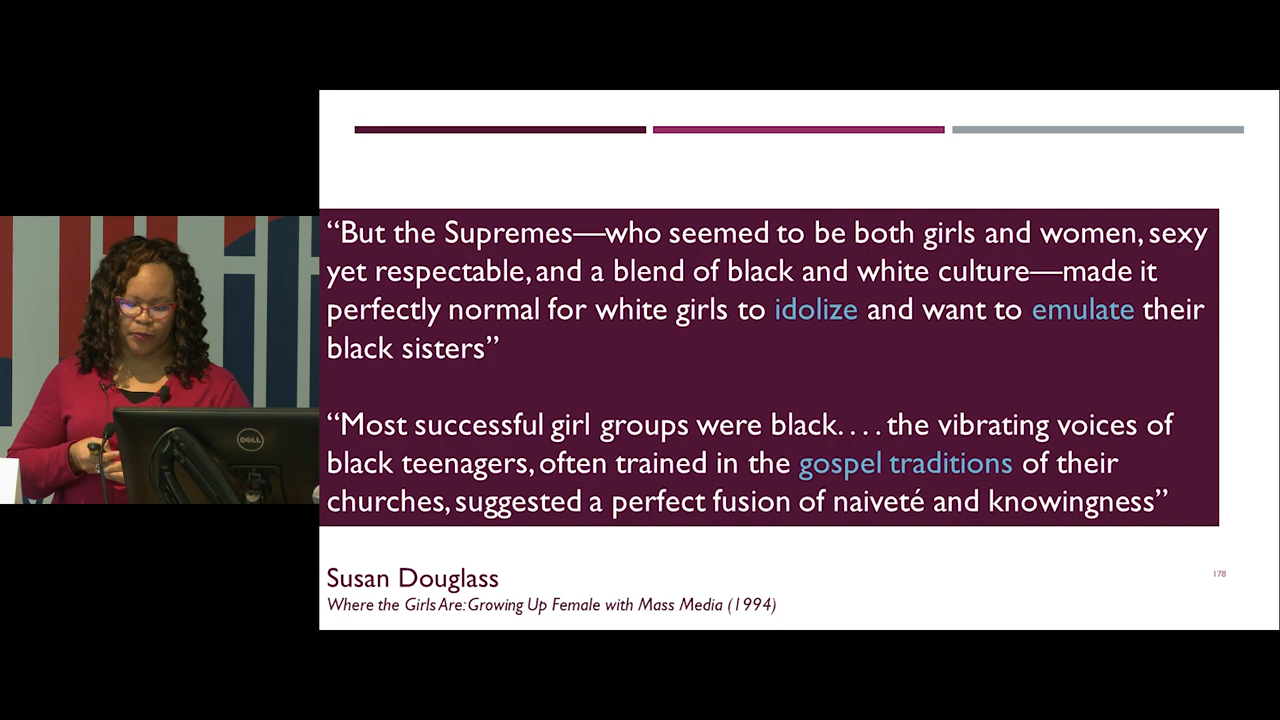 “But the Supremes—who seemed to be both girls and women, sexy
yet respectable, and a blend of black and white culture—made it
perfectly normal for white girls to idolize and want to emulate their
black sisters”
“Most successful girl groups were black. . . . the vibrating voices of
black teenagers, often trained in the gospel traditions of their
churches, suggested a perfect fusion of naiveté and knowingness”
Susan Douglass
Where the Girls Are: Growing Up Female with Mass Media (1994)
178
DELL